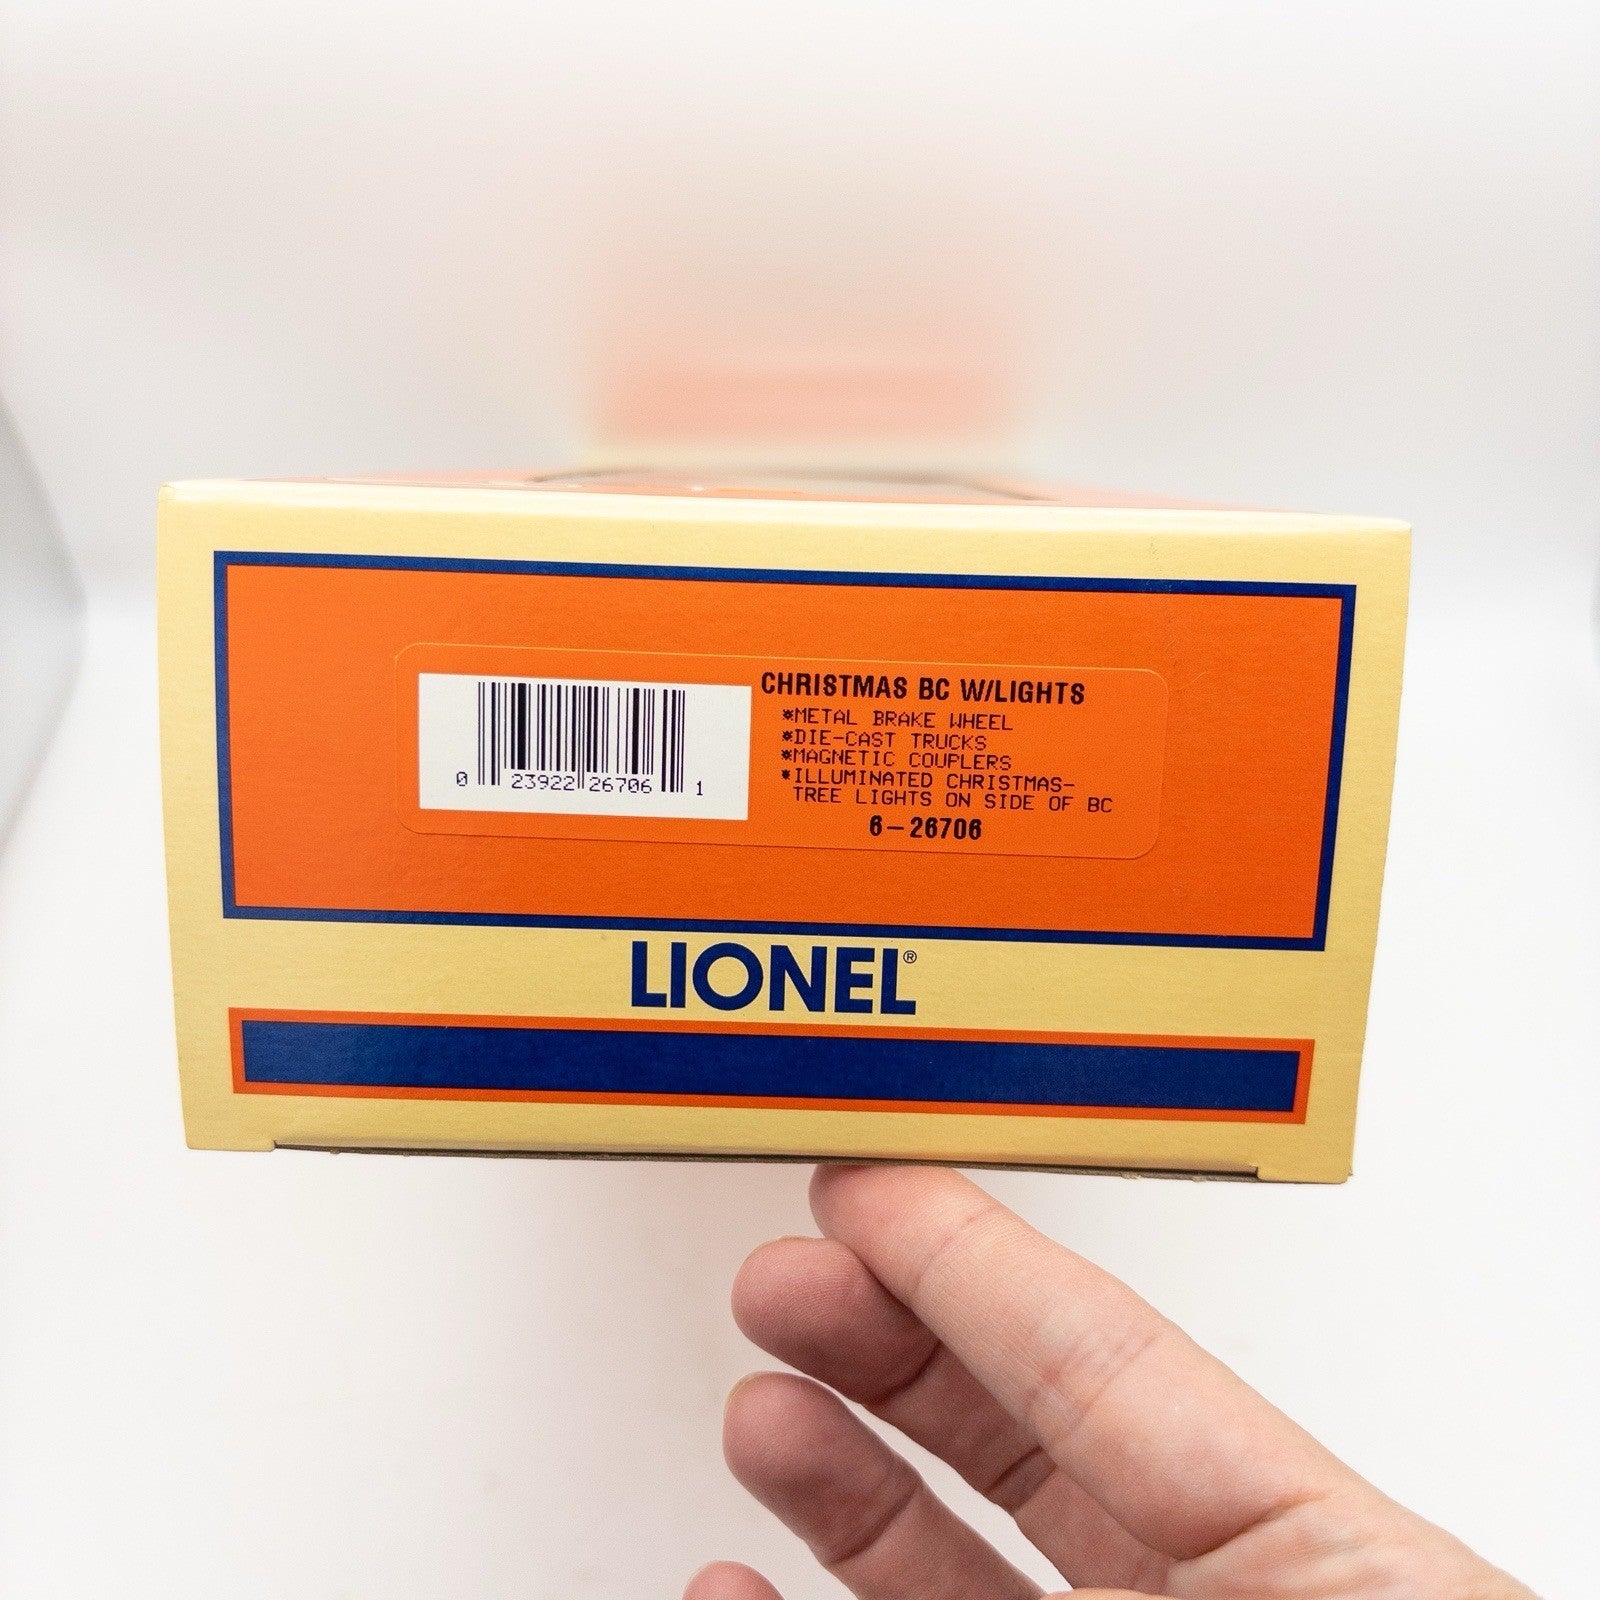 CHRISTMAS BC W/LIGHTS
*METAL BRAKE WHEEL
*DIE-CAST TRUCKS
*MAGNETIC COUPLERS
*ILLUMINATED CHRISTMAS-
TREE LIGHTS ON SIDE OF BC
6-26706
0 23922 26706 1
LIONEL®